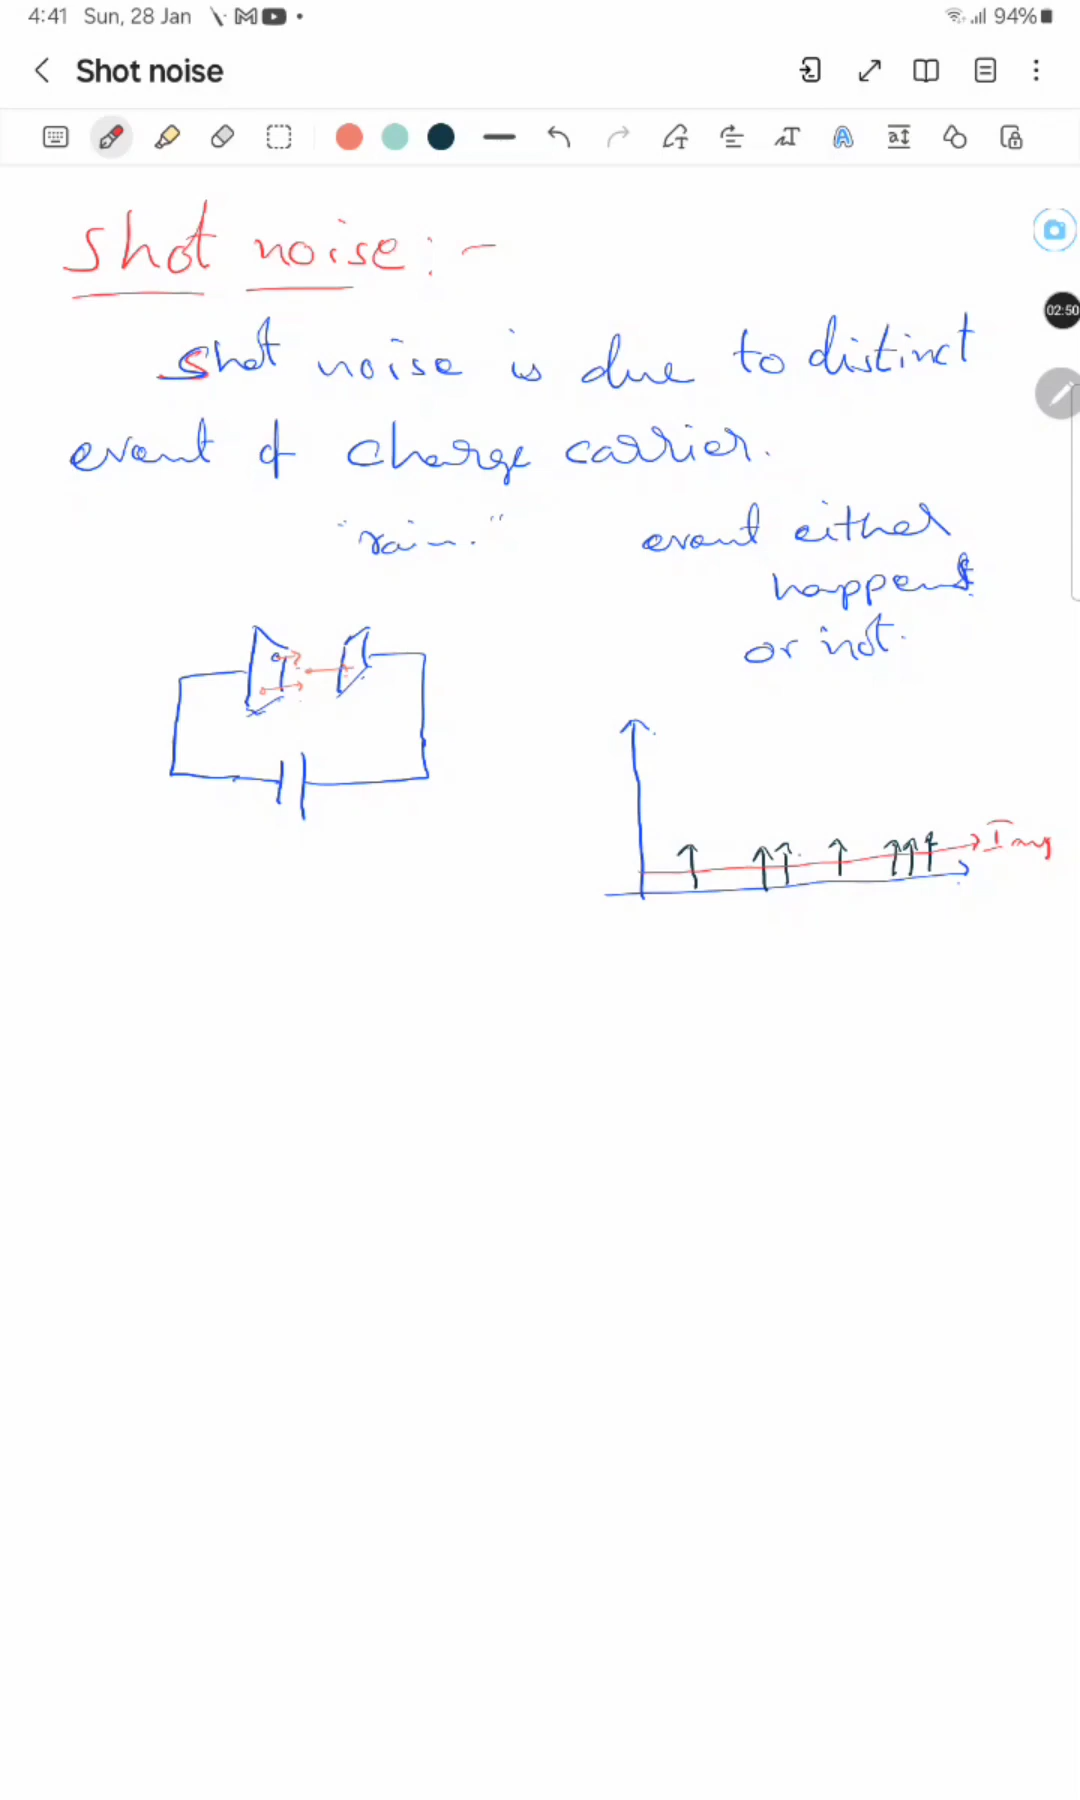 4:41 Sun, 28 Jan
94%
Shot noise
Shot noise:-
02:50
Shot noise is due to distinct
event of charge carrier.
"rain."
event either
happens
or not.
I avg